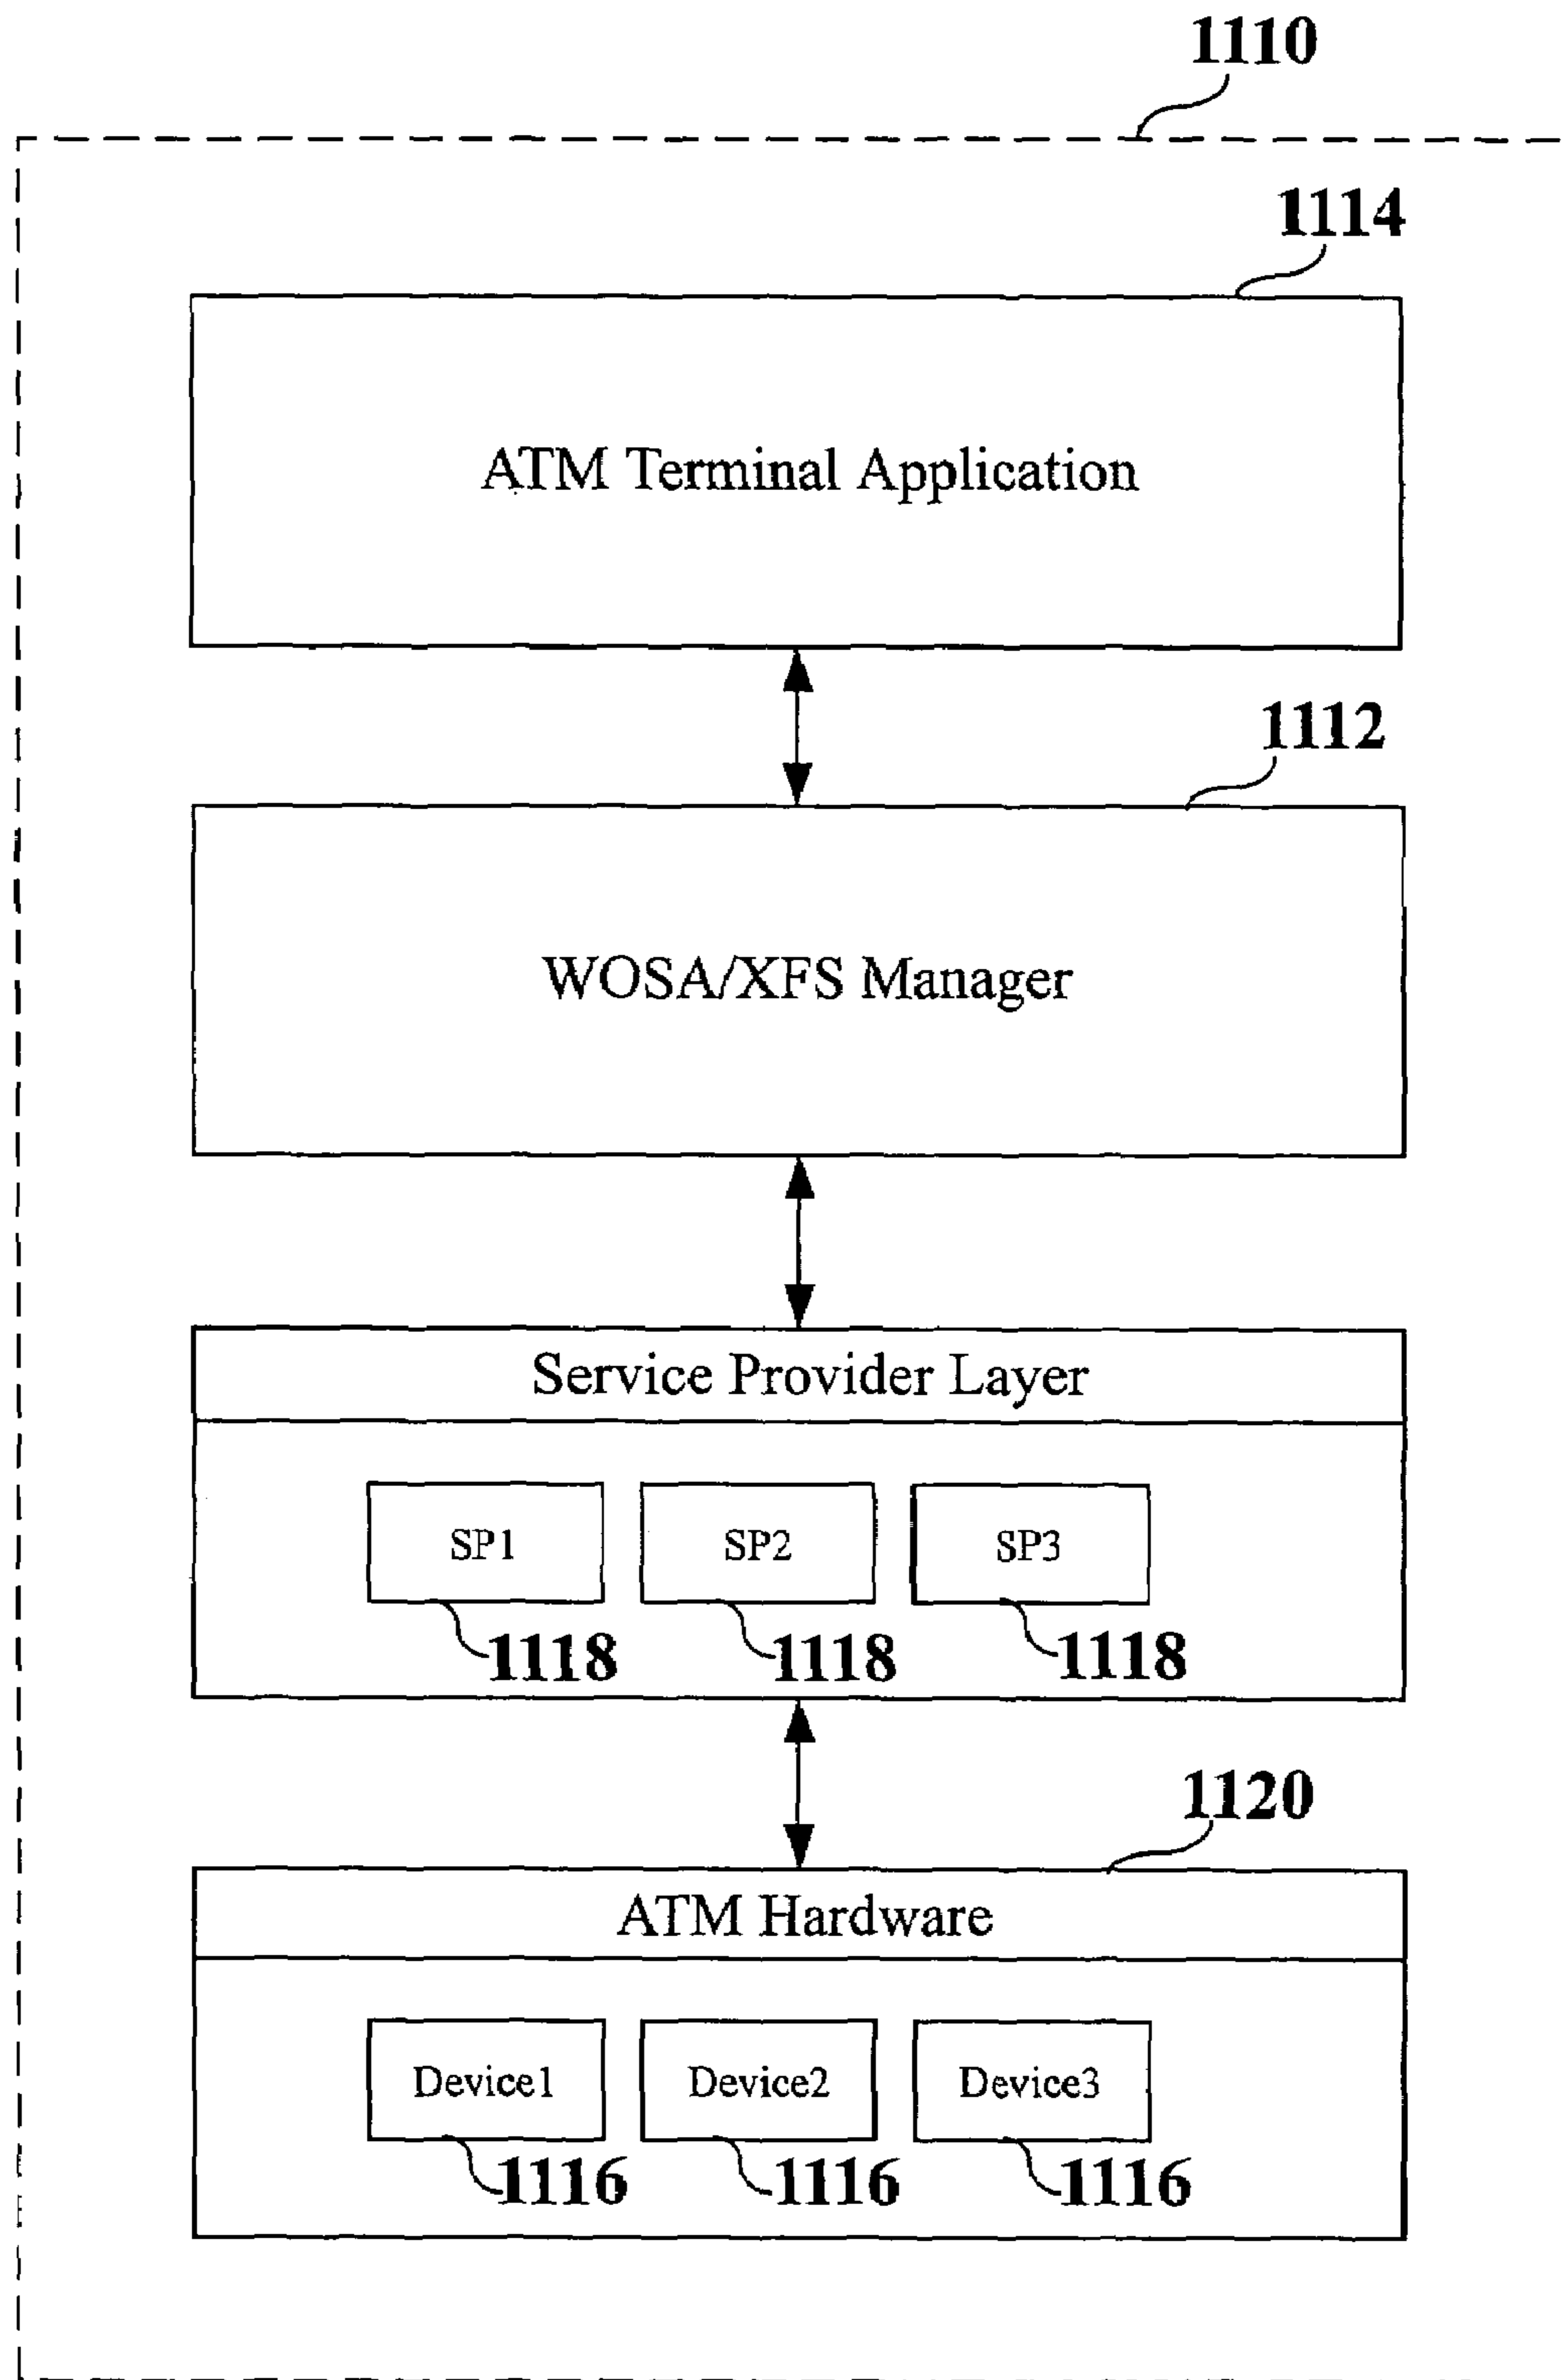 1110
1114
ATM Terminal Application
1112
WOSA/XFS Manager
Service Provider Layer
SP1 SP2 SP3
1118 1118 1118
1120
ATM Hardware
Device1 Device2 Device3
1116 1116 1116